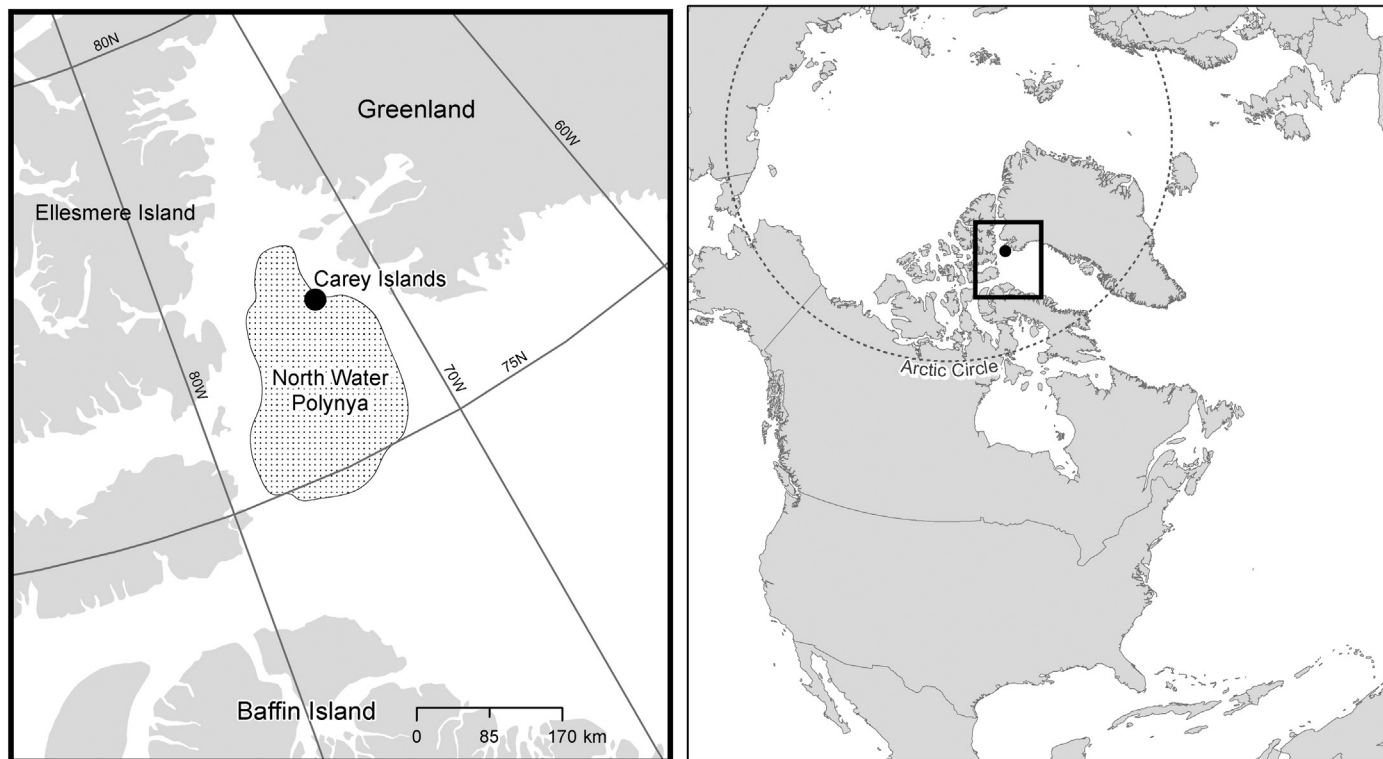 80N
Greenland
60W
Ellesmere Island
Carey Islands
North Water
Polynya
80W
70W
75N
Baffin Island
0 85 170 km
Arctic Circle